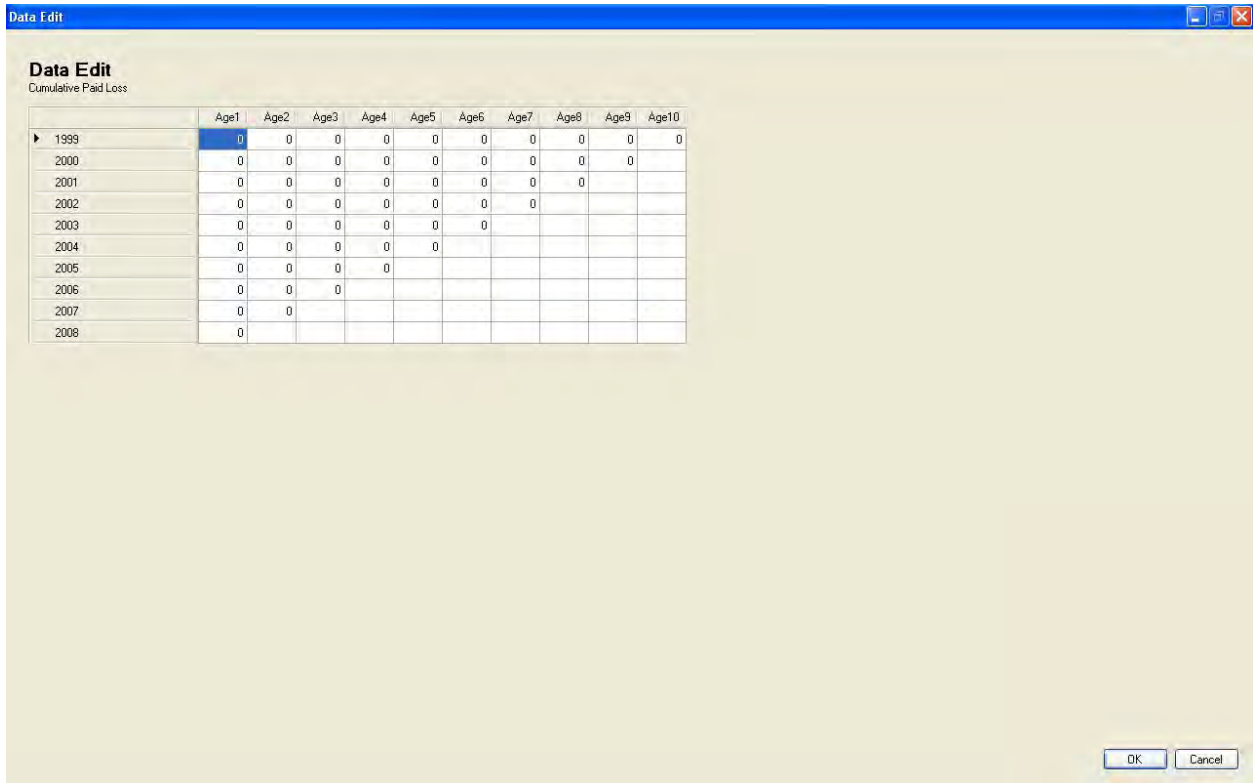 Data Edit
Data Edit
Cumulative Paid Loss
Age1 Age2 Age3 Age4 Age5 Age6 Age7 Age8 Age9 Age10
1999 0 0 0 0 0 0 0 0 0 0
2000 0 0 0 0 0 0 0 0 0
2001 0 0 0 0 0 0 0 0
2002 0 0 0 0 0 0 0
2003 0 0 0 0 0 0
2004 0 0 0 0 0
2005 0 0 0 0
2006 0 0 0
2007 0 0
2008 0
OK Cancel